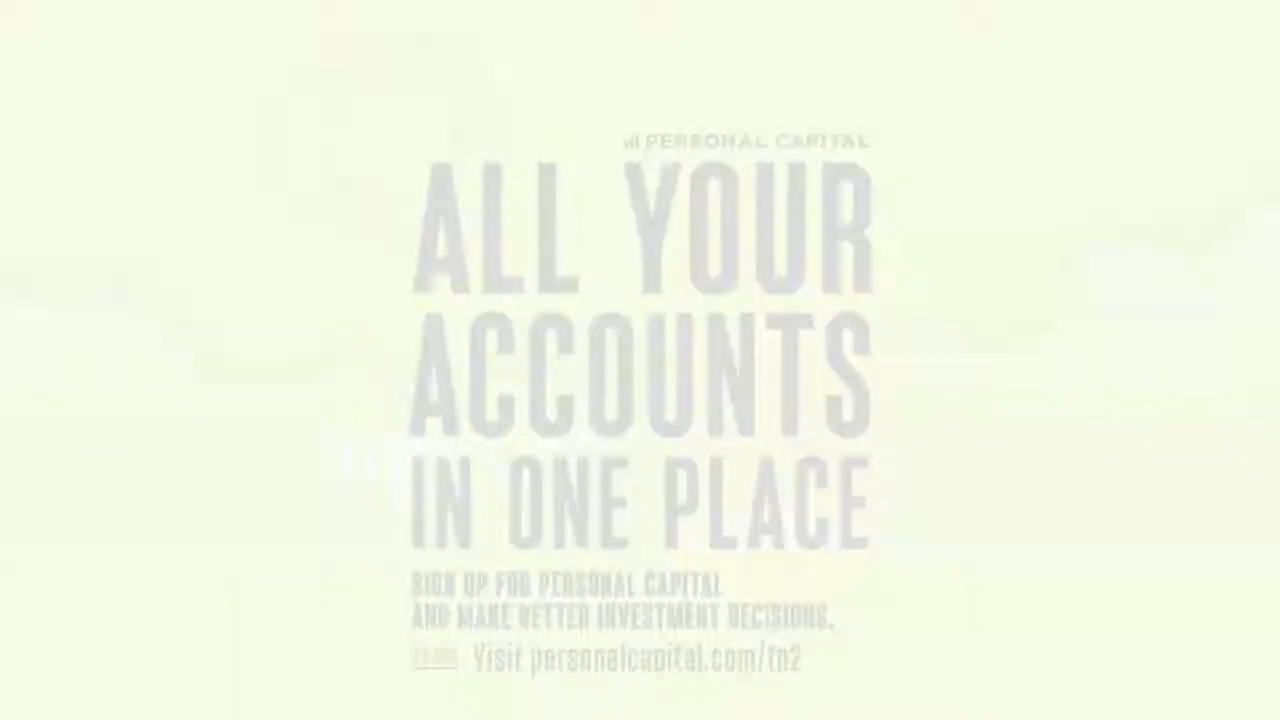 PERSONAL CAPITAL
ALL YOUR
ACCOUNTS
IN ONE PLACE
SIGN UP FOR PERSONAL CAPITAL
AND MAKE BETTER INVESTMENT DECISIONS.
Visit personalcapital.com/tn2